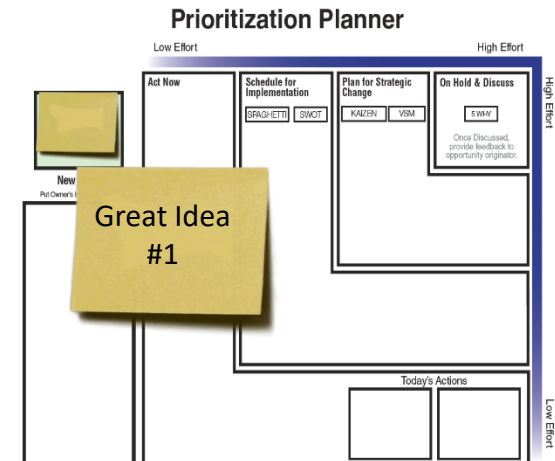 Prioritization Planner
Low Effort
High Effort
Act Now
Schedule for
Implementation
SPAGHETTI
SWOT
Plan for Strategic
Change
KAIZEN
VSM
On Hold & Discuss
5 WHY
Once Discussed,
provide feedback to
opportunity originator.
High Effort
New
Put Owner's
Great Idea
#1
Today's Actions
Low Effort